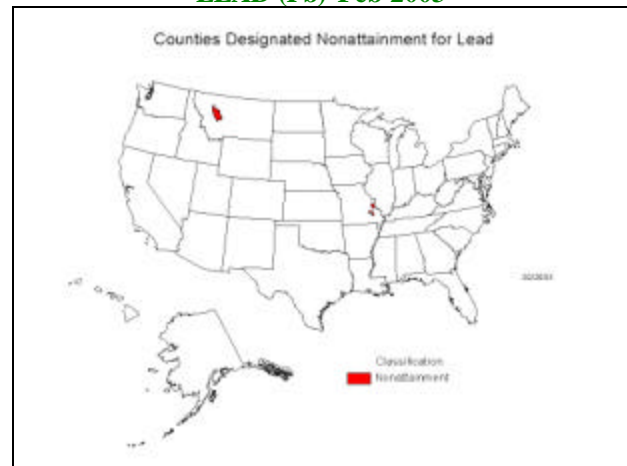 LEAD (Pb) Feb 2003
Counties Designated Nonattainment for Lead
Classification
Nonattainment